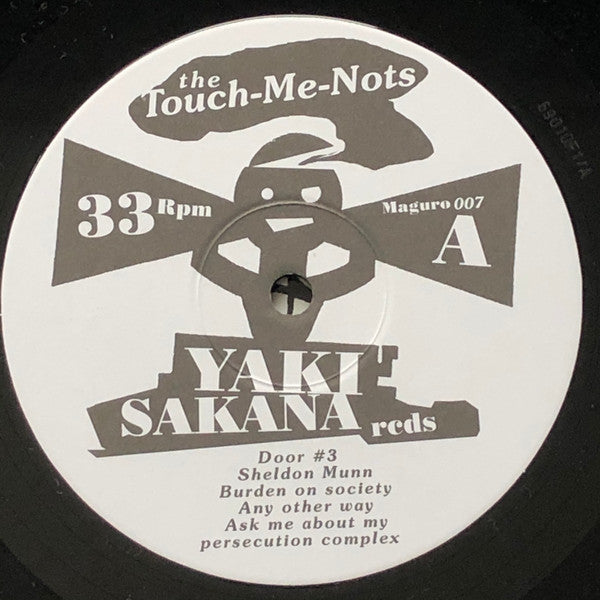 the
Touch-Me-Nots
33 Rpm
Maguro 007
A
YAKI
SAKANA rcds
Door #3
Sheldon Munn
Burden on society
Any other way
Ask me about my
persecution complex